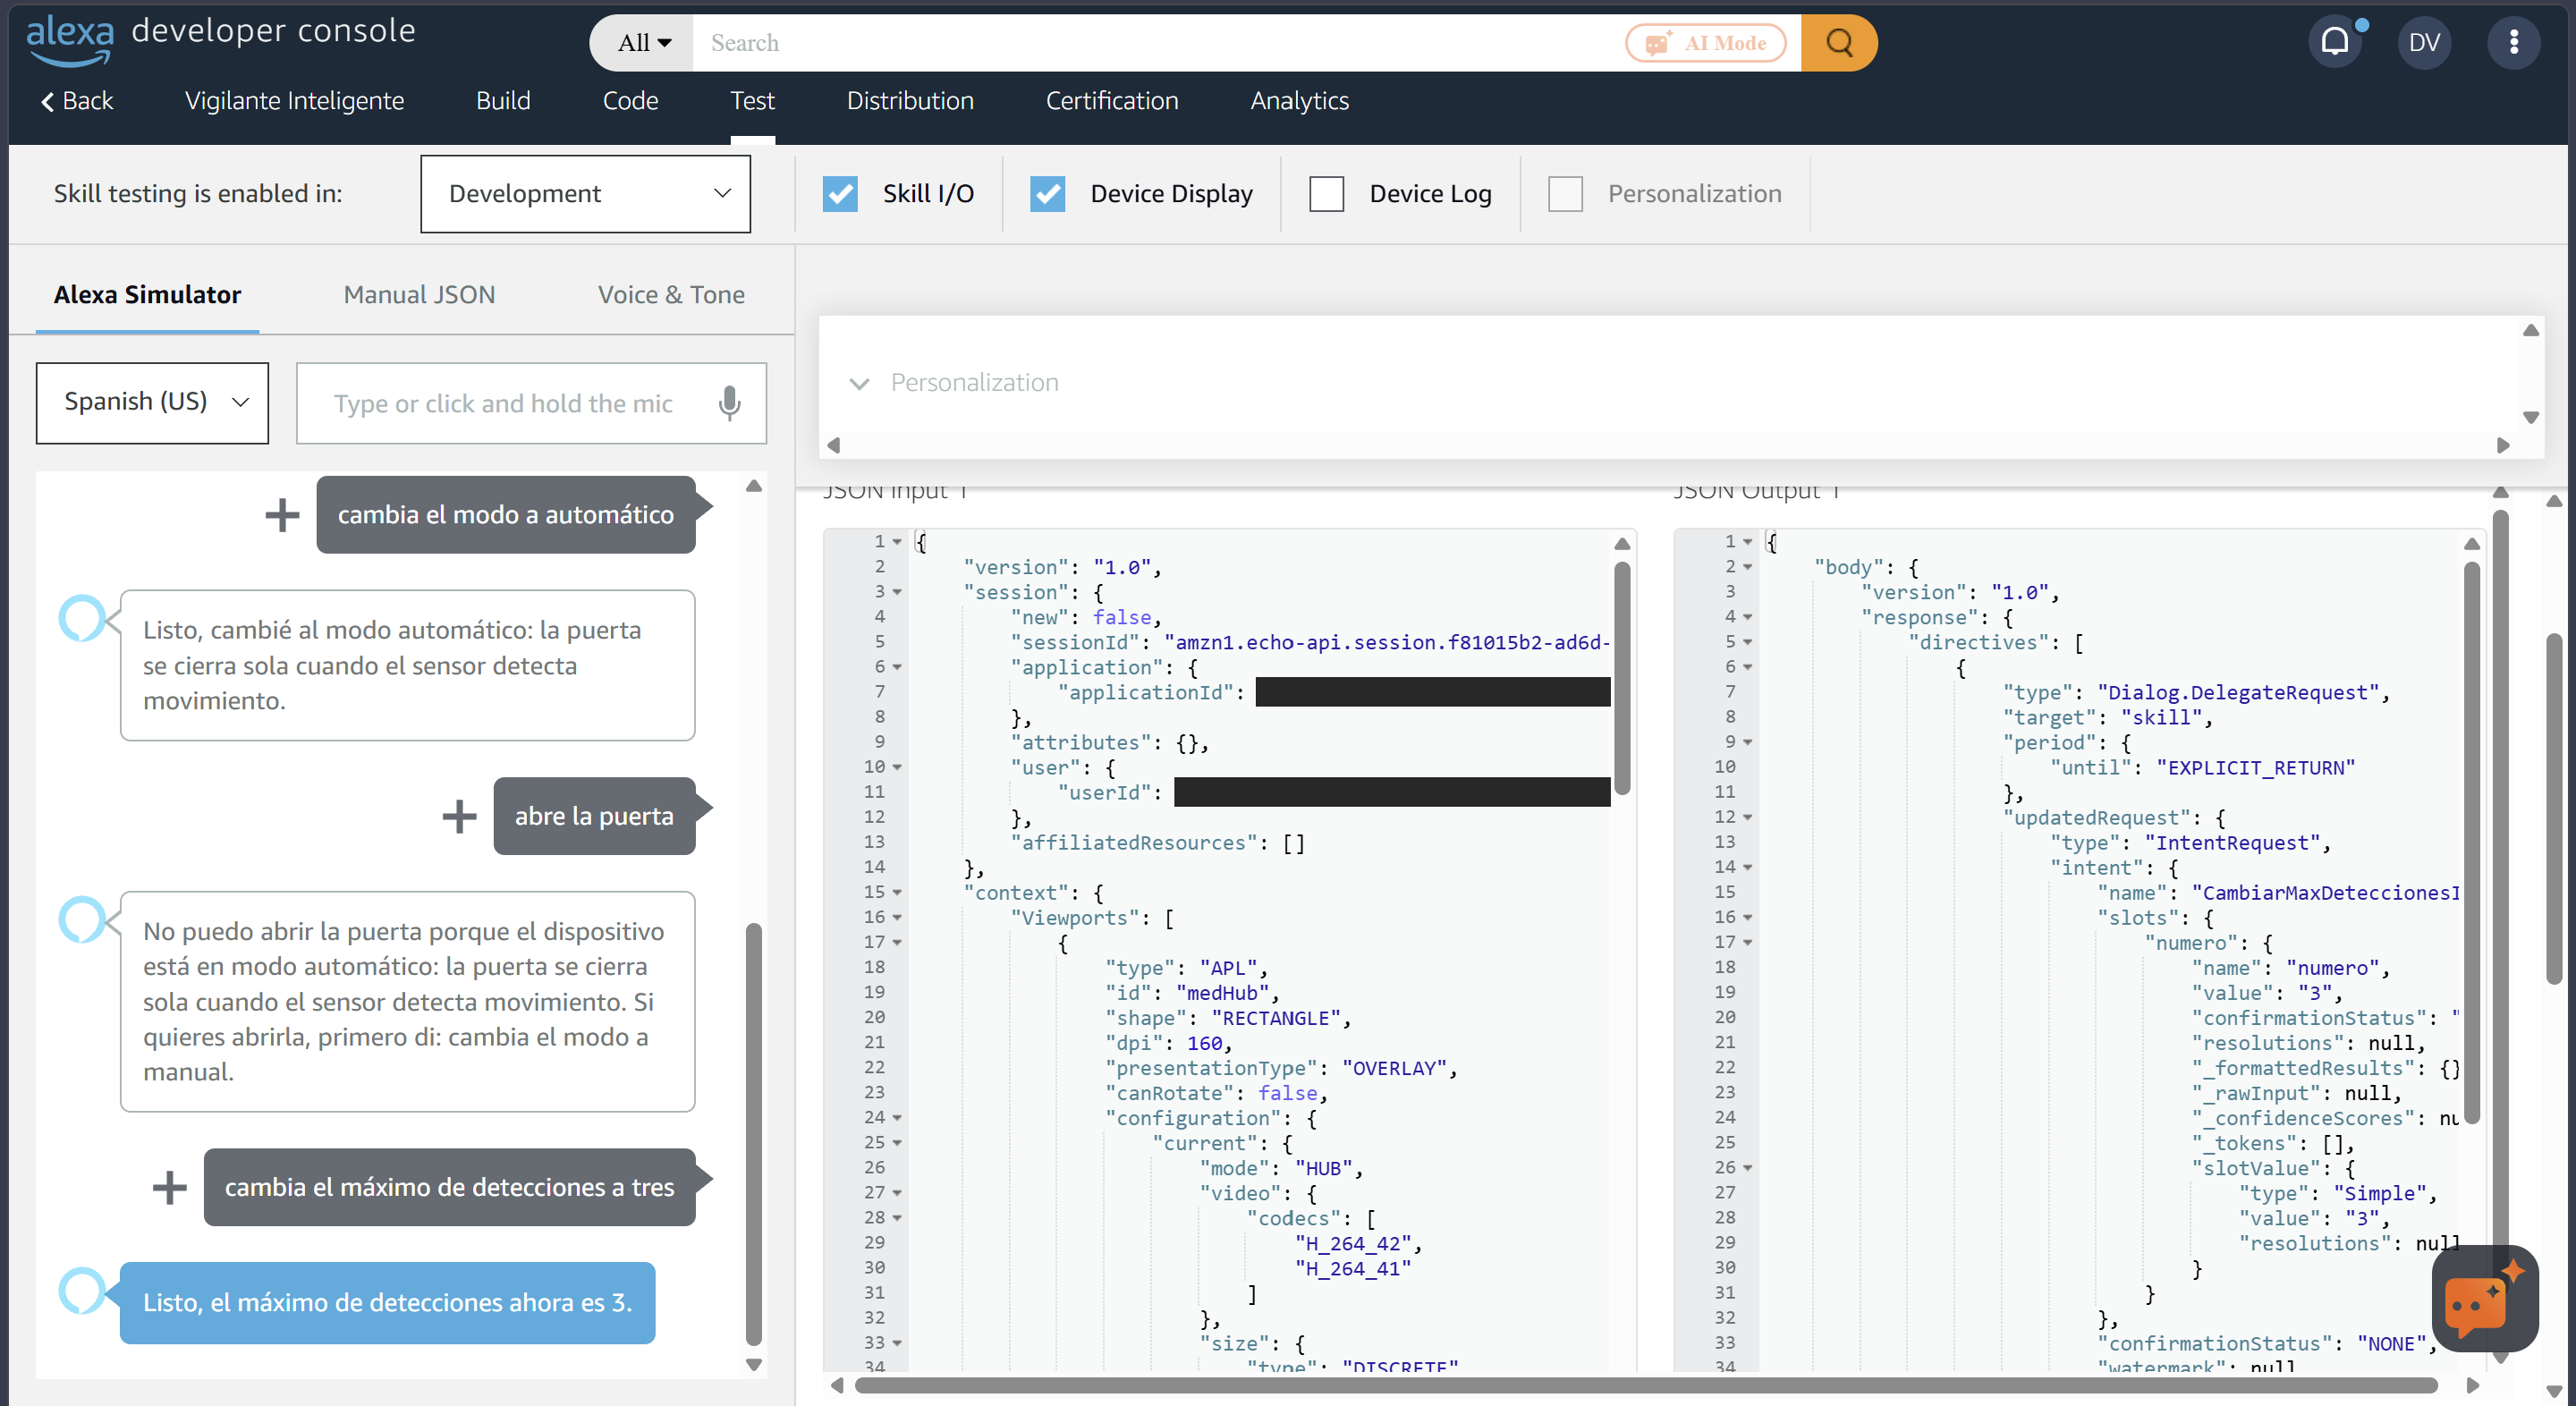 alexa developer console
All
Search
AI Mode
DV
Back
Vigilante Inteligente
Build
Code
Test
Distribution
Certification
Analytics
Skill testing is enabled in:
Development
Skill I/O
Device Display
Device Log
Personalization
Alexa Simulator
Manual JSON
Voice & Tone
Spanish (US)
Type or click and hold the mic
cambia el modo a automático
Listo, cambié al modo automático: la puerta
se cierra sola cuando el sensor detecta
movimiento.
abre la puerta
No puedo abrir la puerta porque el dispositivo
está en modo automático: la puerta se cierra
sola cuando el sensor detecta movimiento. Si
quieres abrirla, primero di: cambia el modo a
manual.
cambia el máximo de detecciones a tres
Listo, el máximo de detecciones ahora es 3.
Personalization
JSON Input 1
1 {
2 "version": "1.0",
3 "session": {
4 "new": false,
5 "sessionId": "amzn1.echo-api.session.f81015b2-ad6d-
6 "application": {
7 "applicationId":
8 },
9 "attributes": {},
10 "user": {
11 "userId":
12 },
13 "affiliatedResources": []
14 },
15 "context": {
16 "Viewports": [
17 {
18 "type": "APL",
19 "id": "medHub",
20 "shape": "RECTANGLE",
21 "dpi": 160,
22 "presentationType": "OVERLAY",
23 "canRotate": false,
24 "configuration": {
25 "current": {
26 "mode": "HUB",
27 "video": {
28 "codecs": [
29 "H_264_42",
30 "H_264_41"
31 ]
32 },
33 "size": {
34 "type": "DISCRETE"
JSON Output 1
1 {
2 "body": {
3 "version": "1.0",
4 "response": {
5 "directives": [
6 {
7 "type": "Dialog.DelegateRequest",
8 "target": "skill",
9 "period": {
10 "until": "EXPLICIT_RETURN"
11 },
12 "updatedRequest": {
13 "type": "IntentRequest",
14 "intent": {
15 "name": "CambiarMaxDeteccionesI
16 "slots": {
17 "numero": {
18 "name": "numero",
19 "value": "3",
20 "confirmationStatus": "
21 "resolutions": null,
22 "_formattedResults": {}
23 "_rawInput": null,
24 "_confidenceScores": nu
25 "_tokens": [],
26 "slotValue": {
27 "type": "Simple",
28 "value": "3",
29 "resolutions": null
30 }
31 }
32 },
33 "confirmationStatus": "NONE",
34 "watermark": null